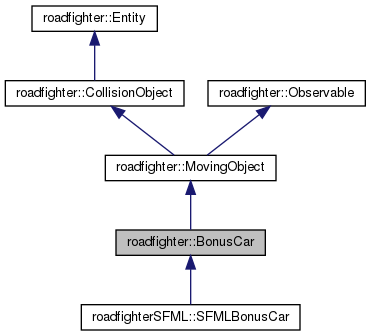 roadfighter::Entity
roadfighter::CollisionObject
roadfighter::Observable
roadfighter::MovingObject
roadfighter::BonusCar
roadfighterSFML::SFMLBonusCar